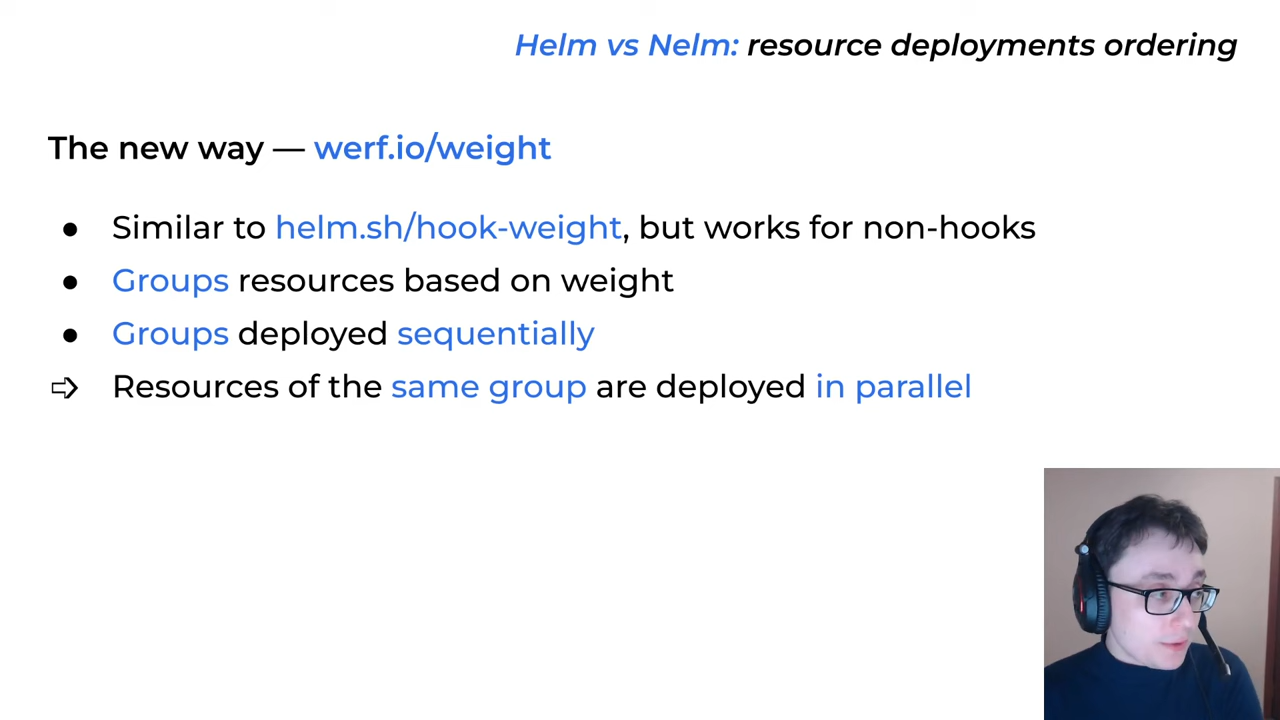 Helm vs Nelm: resource deployments ordering
The new way — werf.io/weight
● Similar to helm.sh/hook-weight, but works for non-hooks
● Groups resources based on weight
● Groups deployed sequentially
➩ Resources of the same group are deployed in parallel